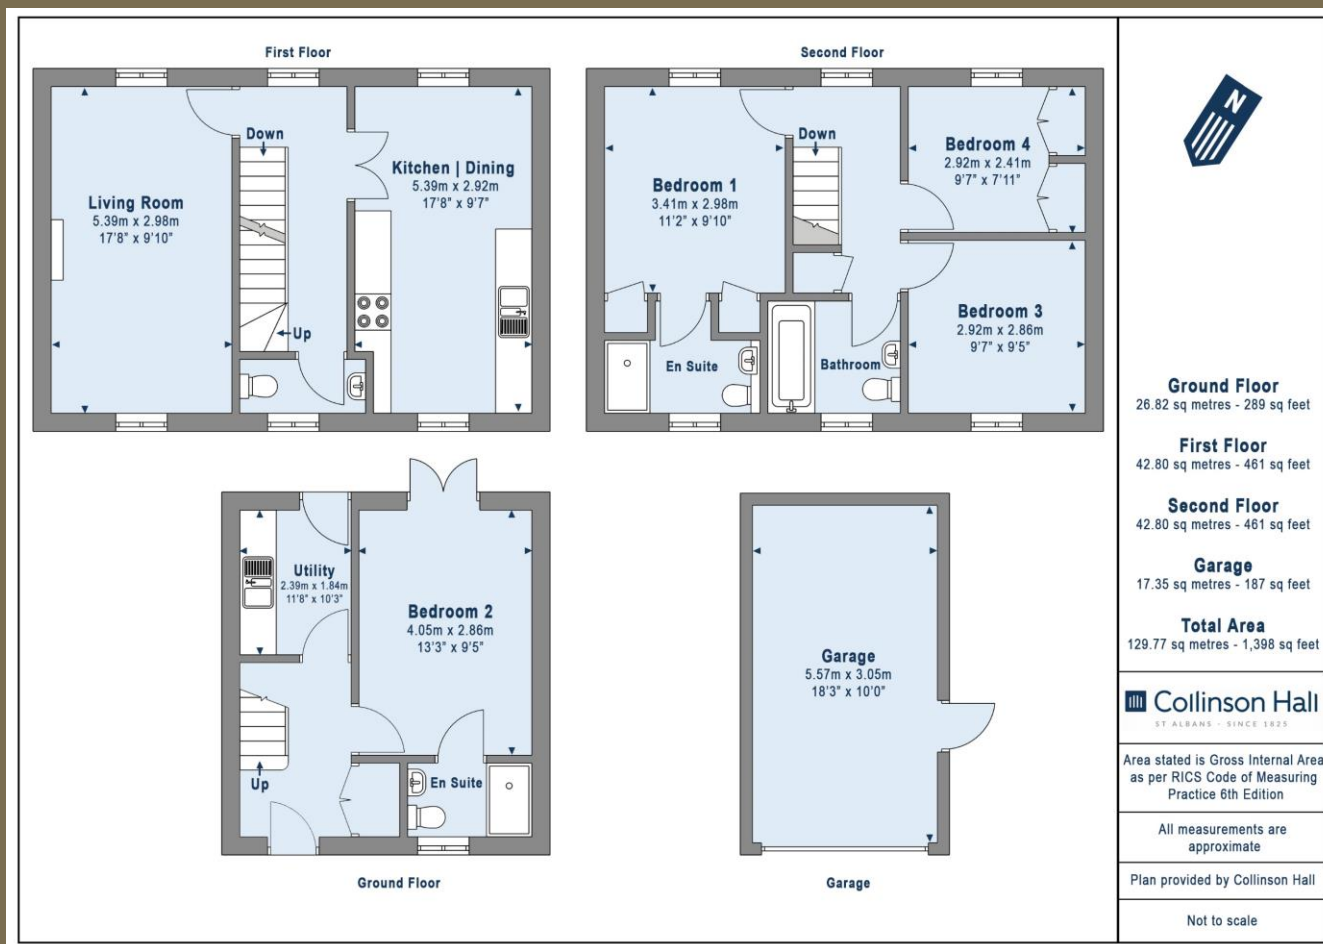 First Floor
Down
Living Room
5.39m x 2.98m
17'8" x 9'10"
Kitchen | Dining
5.39m x 2.92m
17'8" x 9'7"
Up
Second Floor
Down
Bedroom 1
3.41m x 2.98m
11'2" x 9'10"
Bedroom 4
2.92m x 2.41m
9'7" x 7'11"
Bedroom 3
2.92m x 2.86m
9'7" x 9'5"
En Suite
Bathroom
Utility
2.39m x 1.84m
11'8" x 10'3"
Bedroom 2
4.05m x 2.86m
13'3" x 9'5"
Up
En Suite
Ground Floor
Garage
5.57m x 3.05m
18'3" x 10'0"
Garage
N
Ground Floor
26.82 sq metres - 289 sq feet
First Floor
42.80 sq metres - 461 sq feet
Second Floor
42.80 sq metres - 461 sq feet
Garage
17.35 sq metres - 187 sq feet
Total Area
129.77 sq metres - 1,398 sq feet
Collinson Hall
ST ALBANS - SINCE 1825
Area stated is Gross Internal Area
as per RICS Code of Measuring
Practice 6th Edition
All measurements are
approximate
Plan provided by Collinson Hall
Not to scale